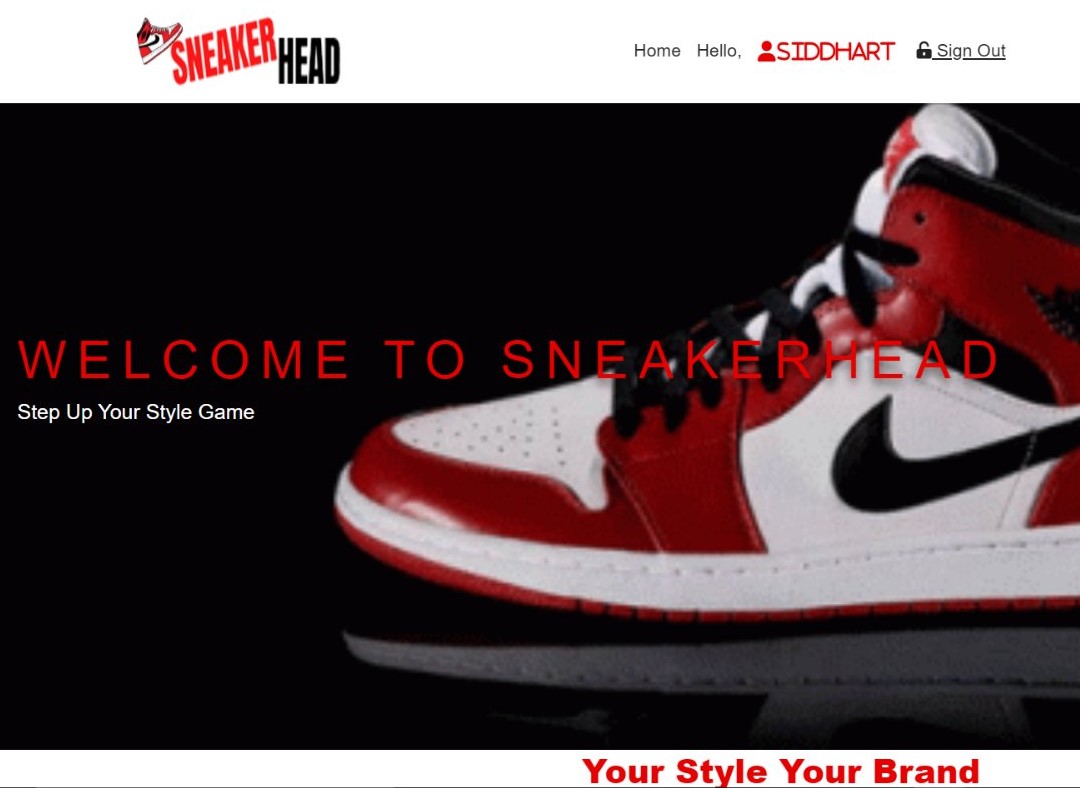 SNEAKER HEAD
Home Hello, SIDDHART Sign Out
WELCOME TO SNEAKERHEAD
Step Up Your Style Game
Your Style Your Brand